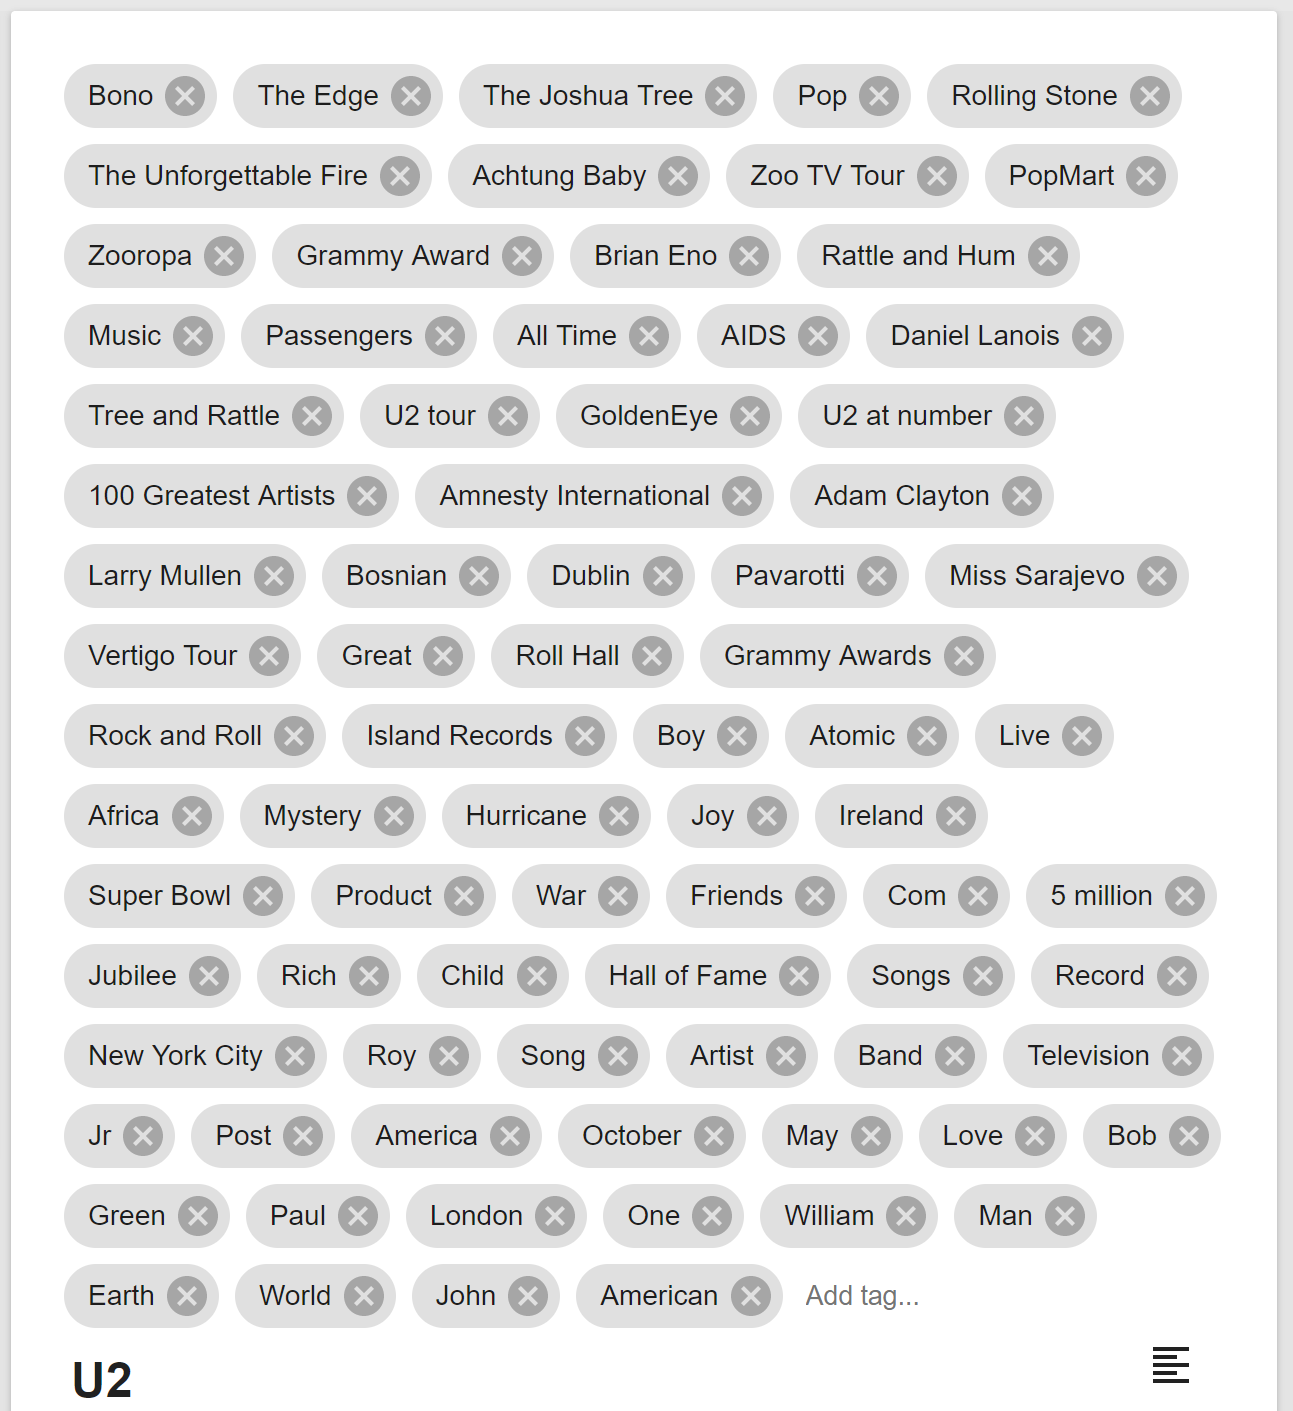 Bono The Edge The Joshua Tree Pop Rolling Stone
The Unforgettable Fire Achtung Baby Zoo TV Tour PopMart
Zooropa Grammy Award Brian Eno Rattle and Hum
Music Passengers All Time AIDS Daniel Lanois
Tree and Rattle U2 tour GoldenEye U2 at number
100 Greatest Artists Amnesty International Adam Clayton
Larry Mullen Bosnian Dublin Pavarotti Miss Sarajevo
Vertigo Tour Great Roll Hall Grammy Awards
Rock and Roll Island Records Boy Atomic Live
Africa Mystery Hurricane Joy Ireland
Super Bowl Product War Friends Com 5 million
Jubilee Rich Child Hall of Fame Songs Record
New York City Roy Song Artist Band Television
Jr Post America October May Love Bob
Green Paul London One William Man
Earth World John American Add tag...
U2